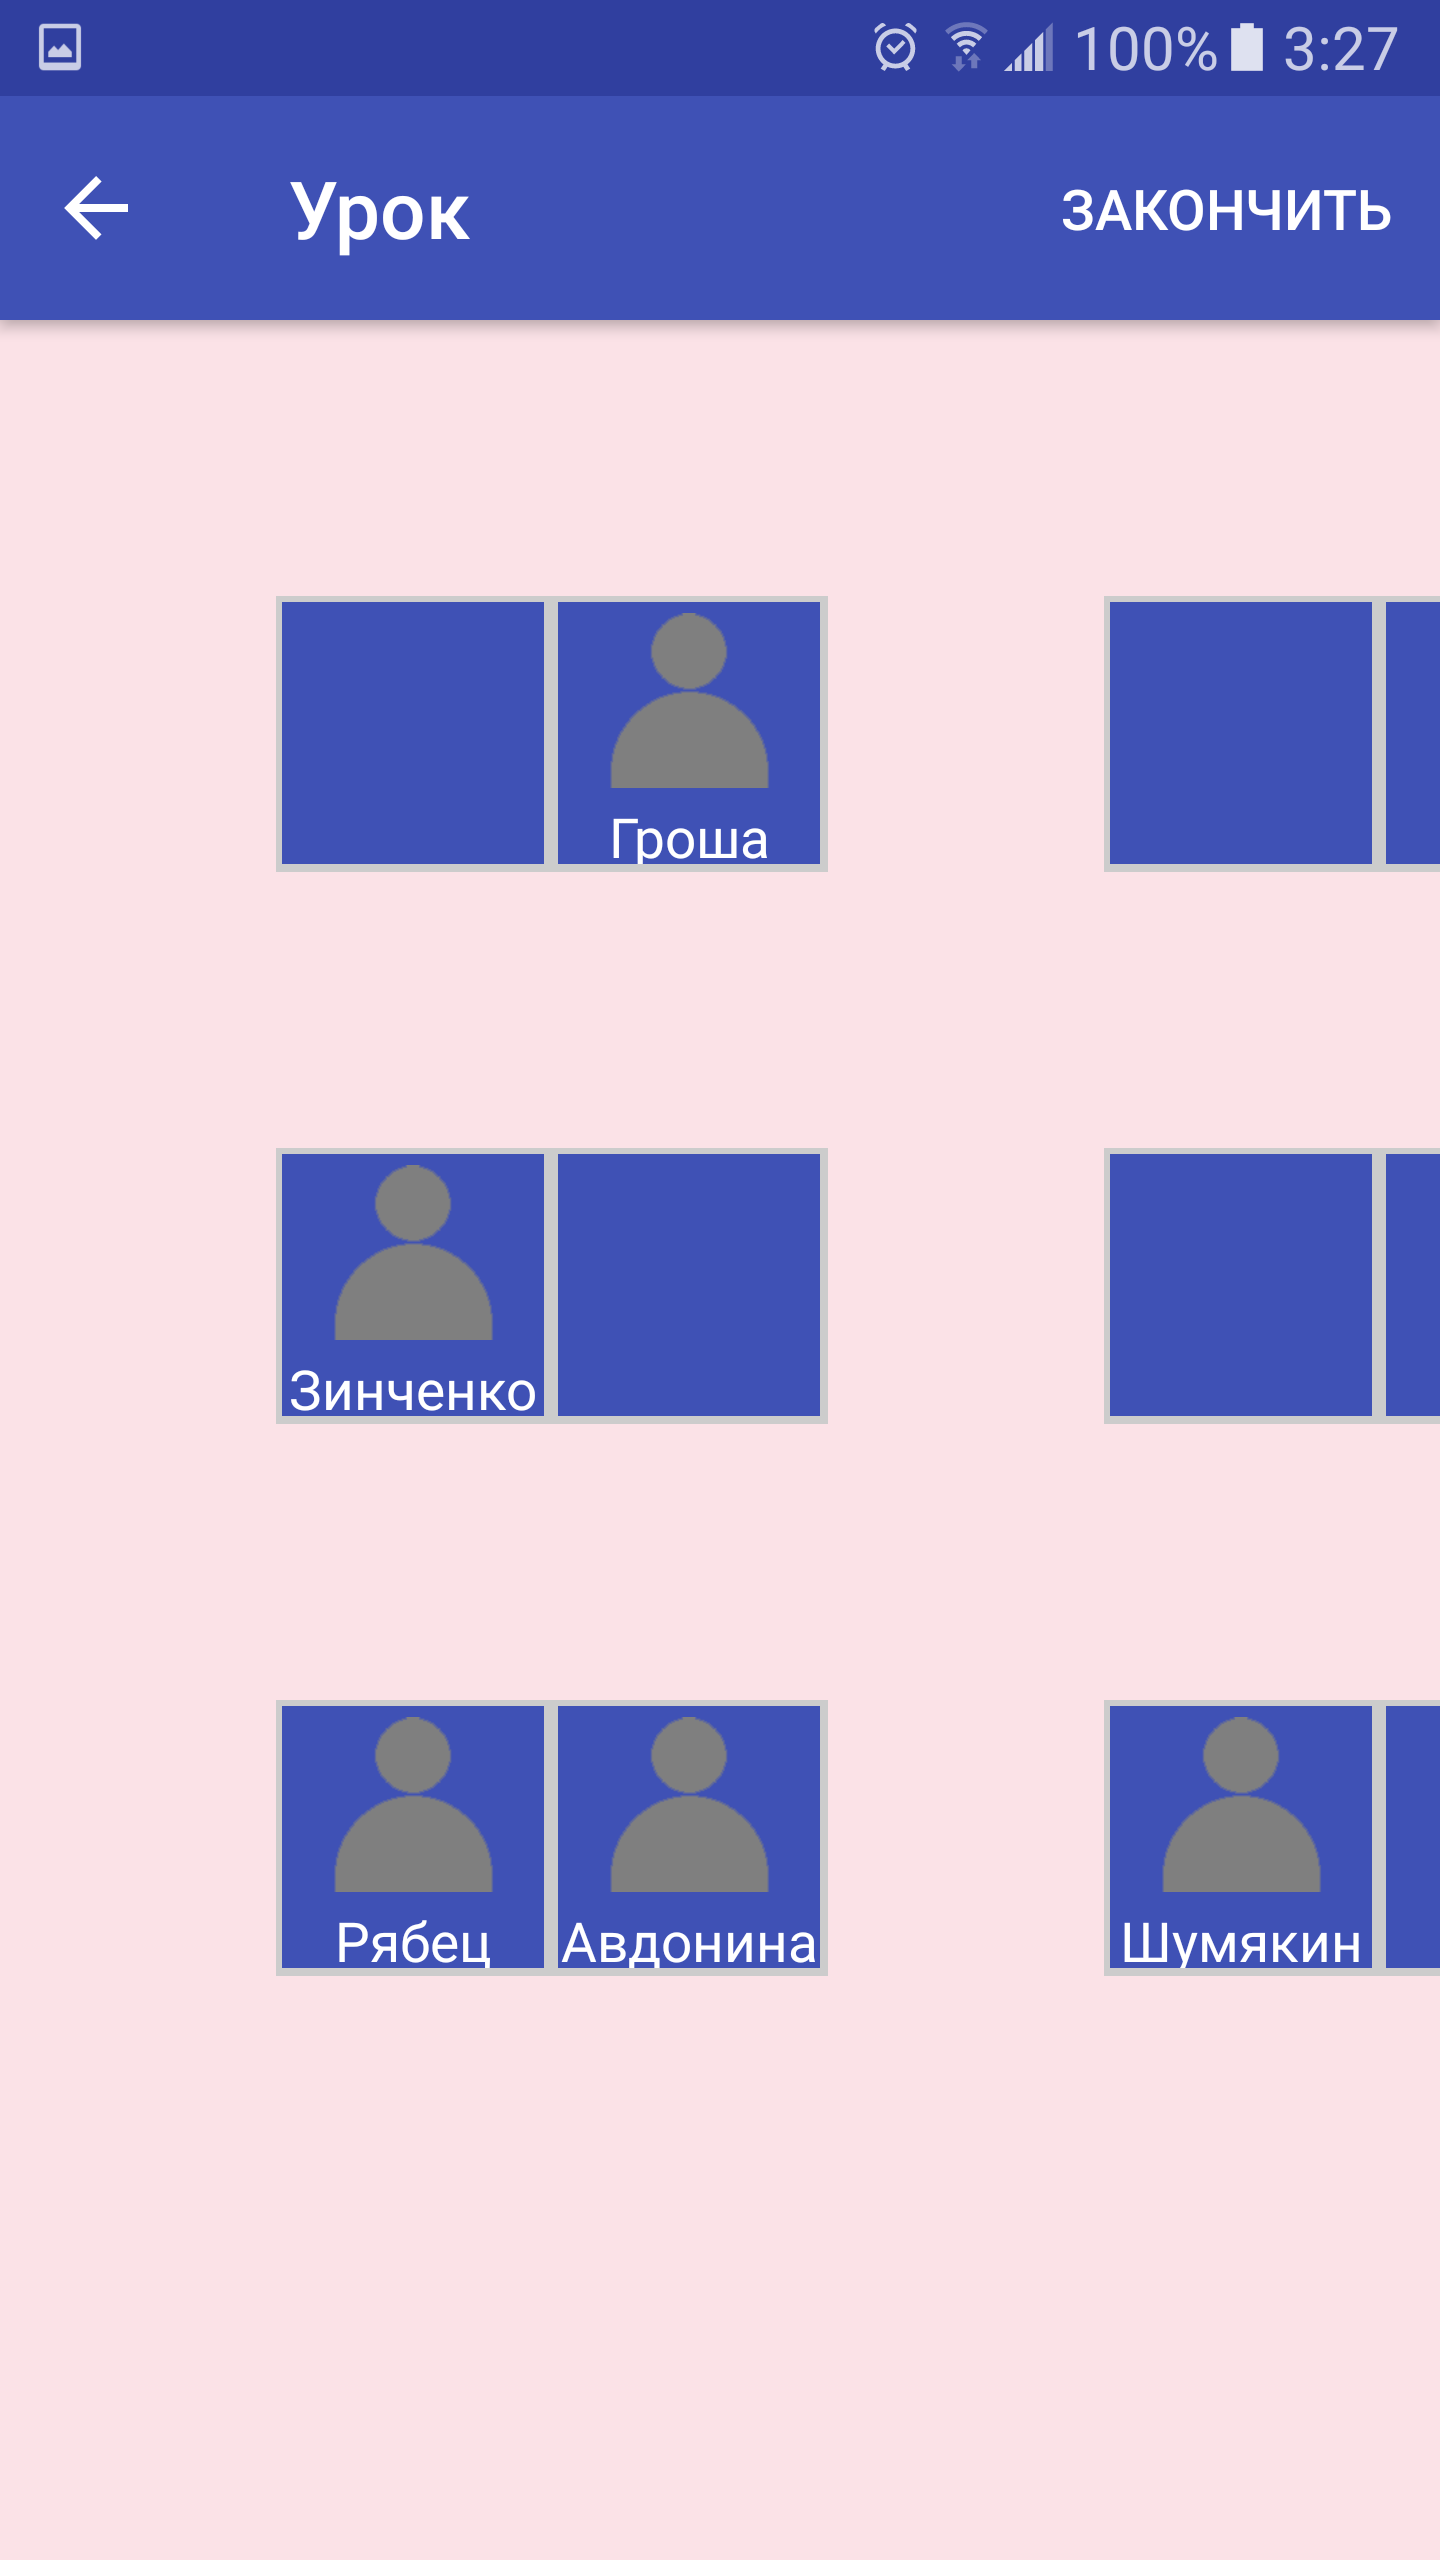 100% 3:27
Урок ЗАКОНЧИТЬ
Гроша
Зинченко
Рябец Авдонина Шумякин